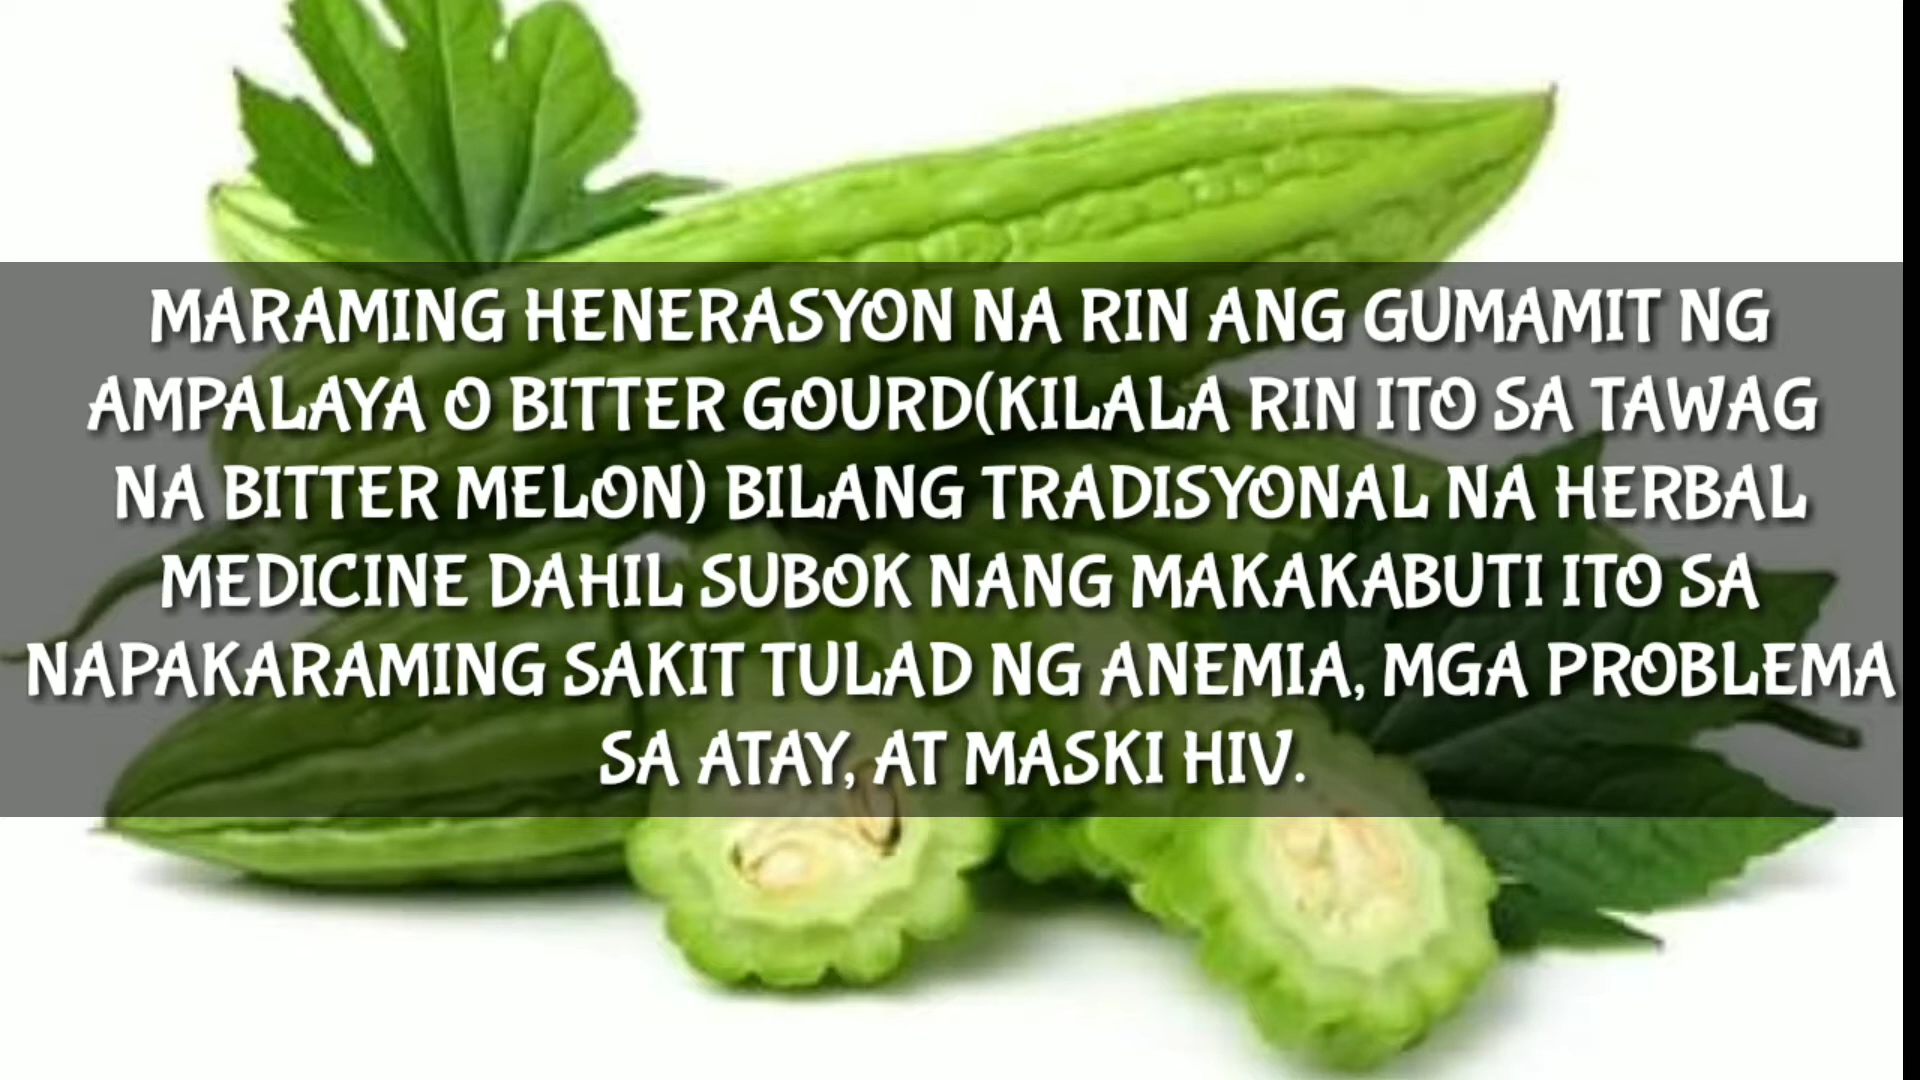 MARAMING HENERASYON NA RIN ANG GUMAMIT NG
AMPALAYA O BITTER GOURD(KILALA RIN ITO SA TAWAG
NA BITTER MELON) BILANG TRADISYONAL NA HERBAL
MEDICINE DAHIL SUBOK NANG MAKAKABUTI ITO SA
NAPAKARAMING SAKIT TULAD NG ANEMIA, MGA PROBLEMA
SA ATAY, AT MASKI HIV.